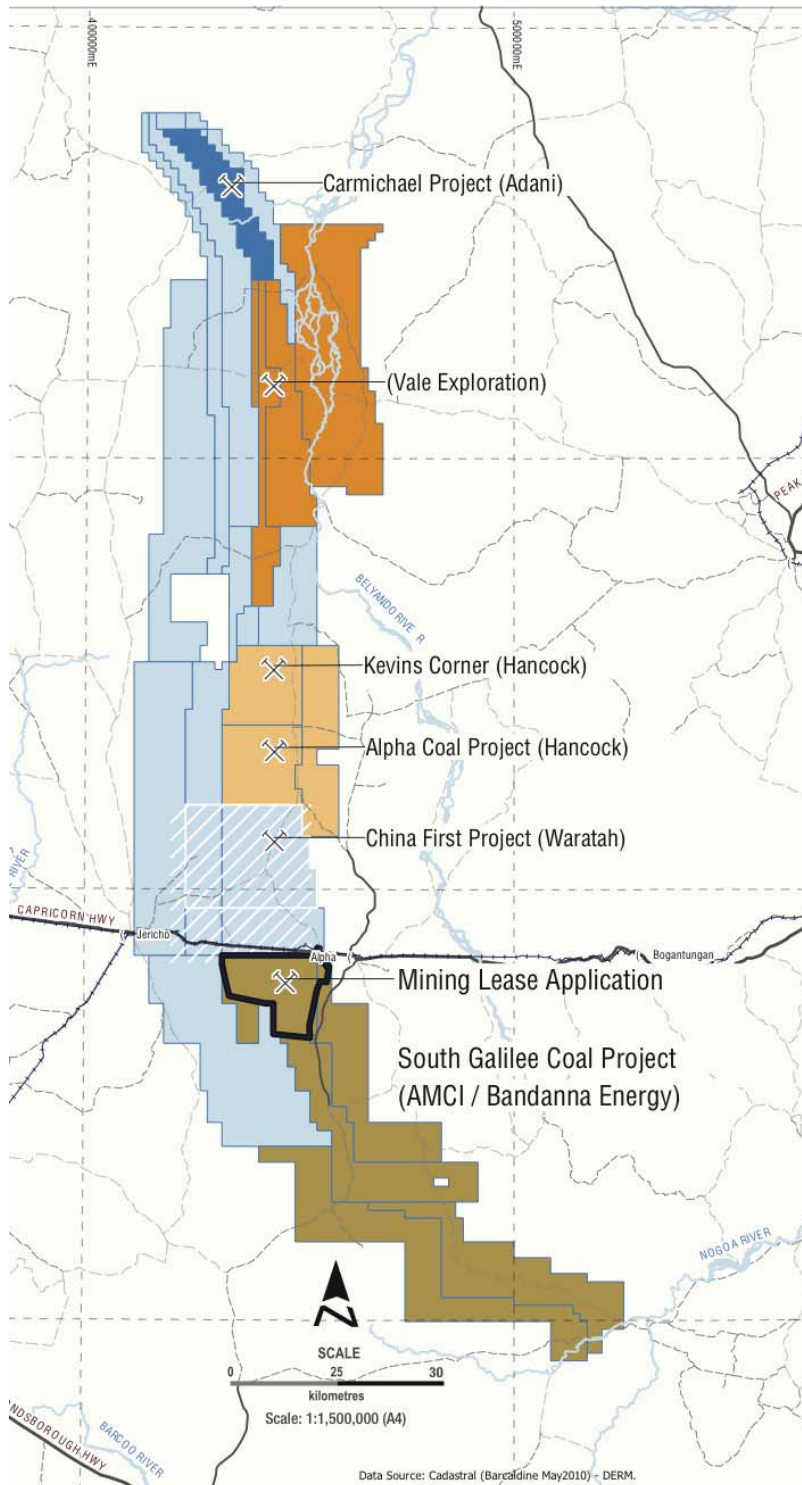 400000mE
500000mE
Carmichael Project (Adani)
(Vale Exploration)
PEAK
BELYANDO RIVE R
Kevins Corner (Hancock)
Alpha Coal Project (Hancock)
China First Project (Waratah)
RIVER
CAPRICORN HWY
Jericho
Alpha
Bogantungan
Mining Lease Application
South Galilee Coal Project
(AMCI / Bandanna Energy)
NOGOA RIVER
N
SCALE
0 25 30
kilometres
Scale: 1:1,500,000 (A4)
NDSBOROUGH HWY
BARCOO RIVER
Data Source: Cadastral (Barcaldine May2010) - DERM.